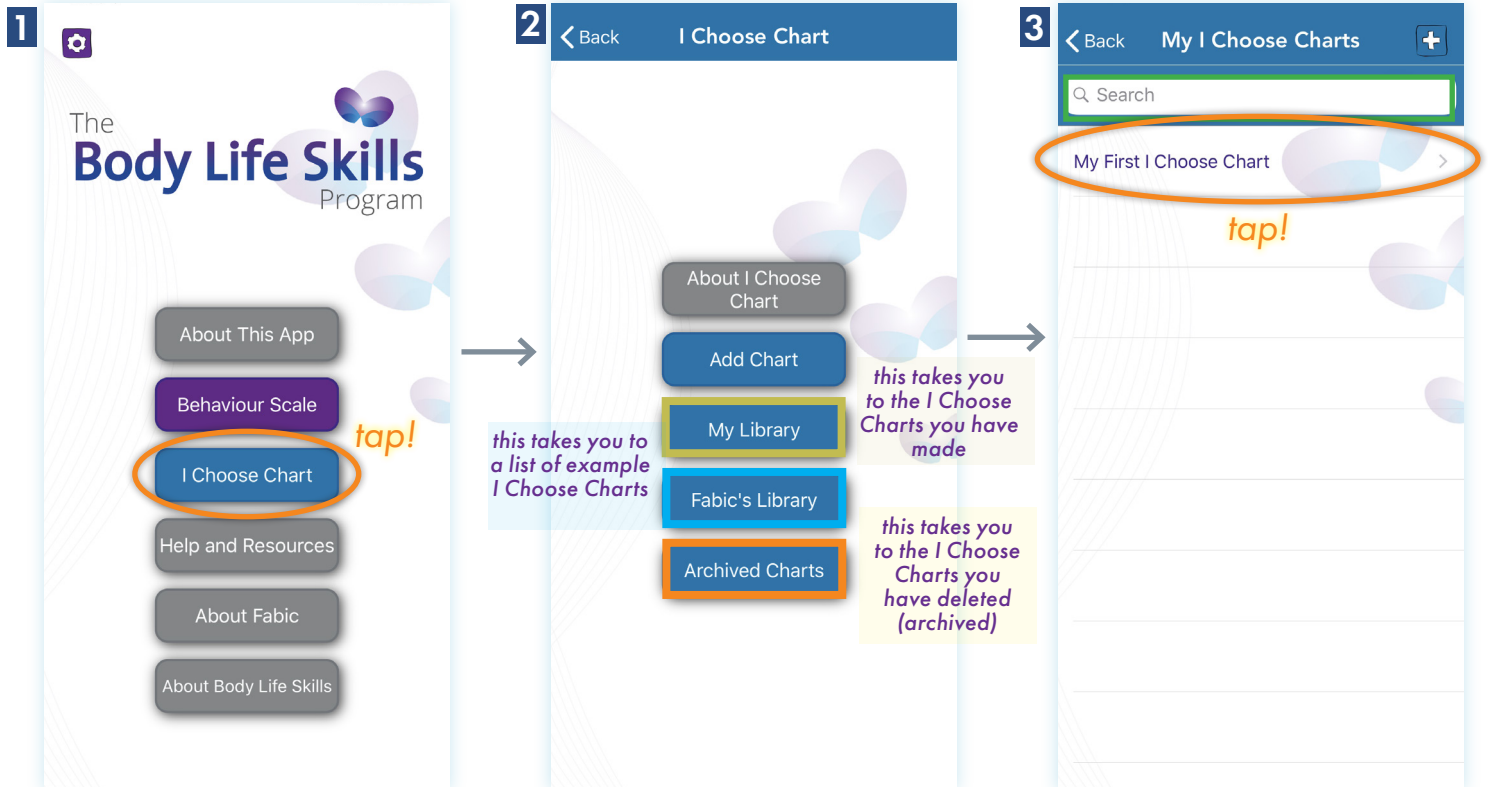 1
The
Body Life Skills
Program
About This App
Behaviour Scale
tap!
I Choose Chart
Help and Resources
About Fabic
About Body Life Skills
2
Back
I Choose Chart
About I Choose
Chart
Add Chart
My Library
this takes you
to the I Choose
Charts you have
made
this takes you to
a list of example
I Choose Charts
Fabic's Library
Archived Charts
this takes you
to the I Choose
Charts you
have deleted
(archived)
3
Back
My I Choose Charts
Search
My First I Choose Chart
tap!